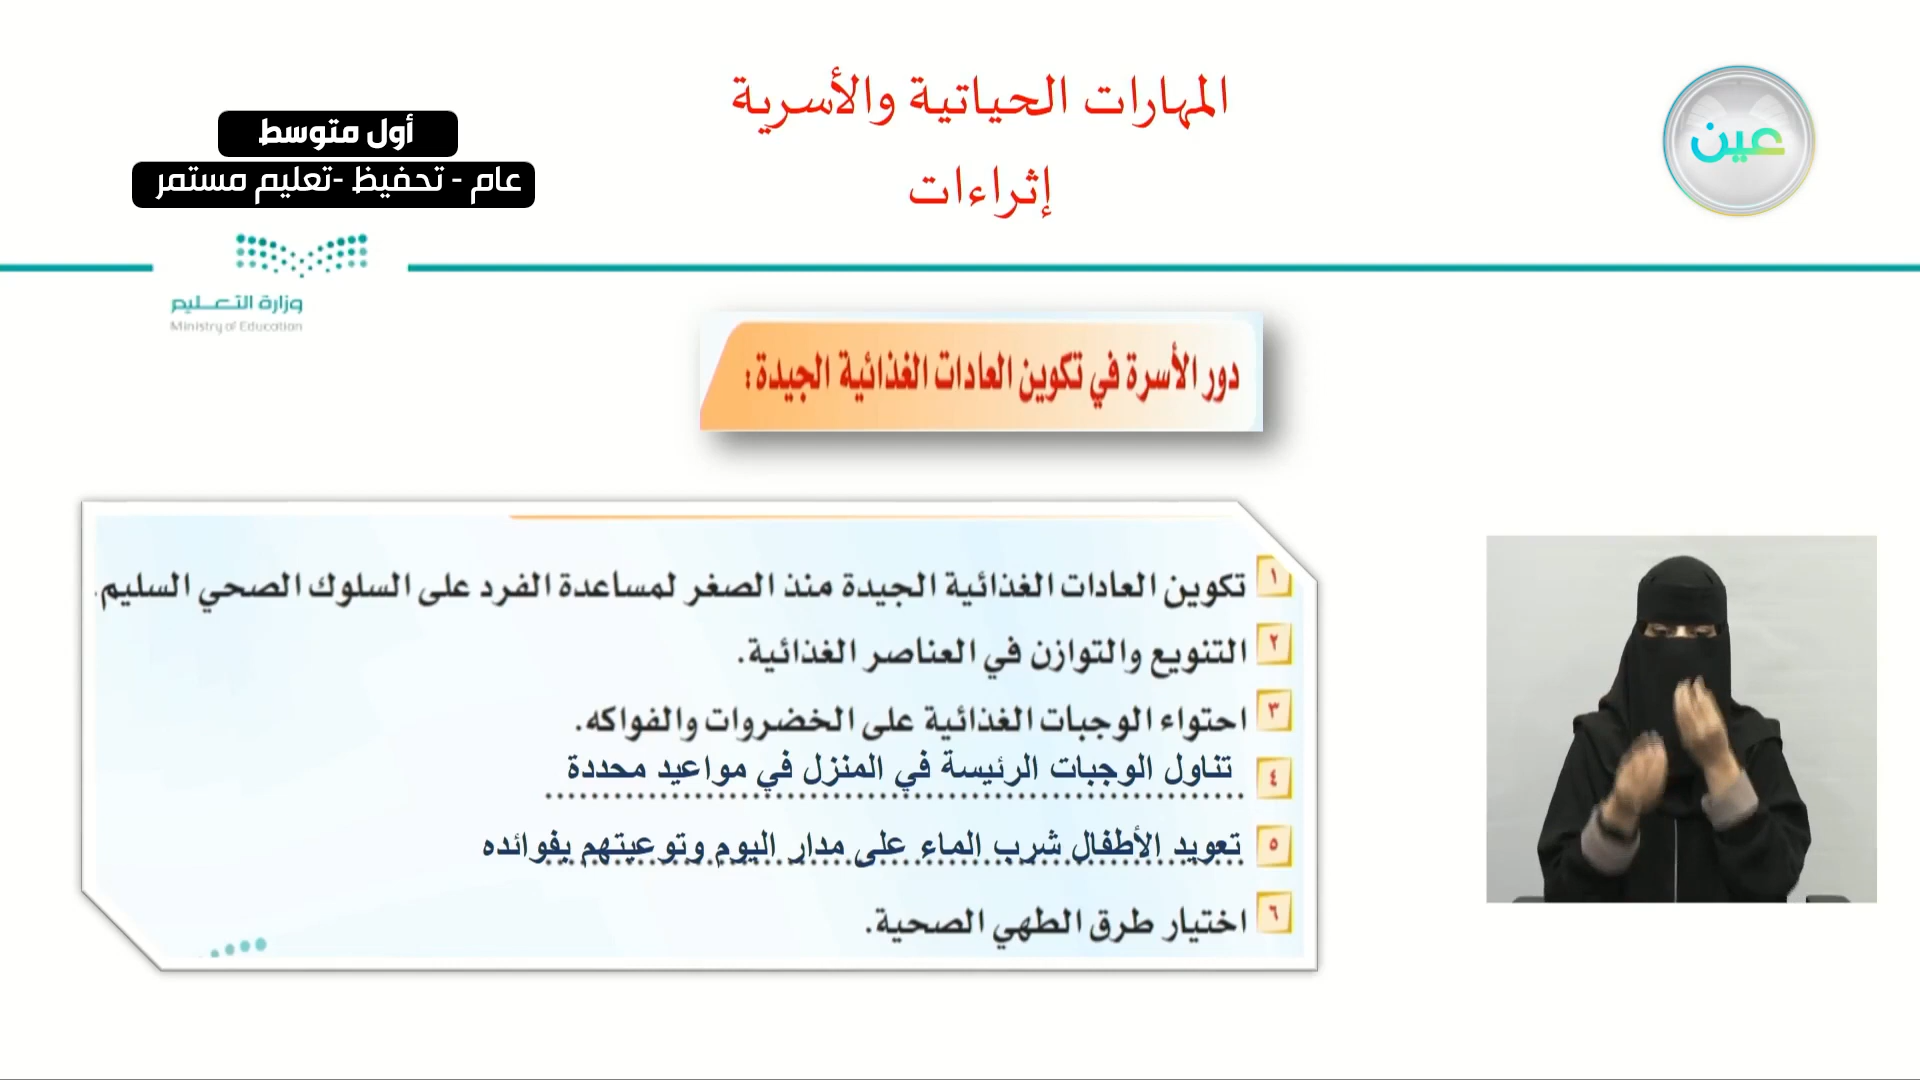 المهارات الحياتية والأسرية
إثراءات
عين
أول متوسط
عام - تحفيظ -تعليم مستمر
وزارة التعليم
Ministry of Education
دور الأسرة في تكوين العادات الغذائية الجيدة:
١ تكوين العادات الغذائية الجيدة منذ الصغر لمساعدة الفرد على السلوك الصحي السليم.
٢ التنويع والتوازن في العناصر الغذائية.
٣ احتواء الوجبات الغذائية على الخضروات والفواكه.
٤ تناول الوجبات الرئيسة في المنزل في مواعيد محددة
٥ تعويد الأطفال شرب الماء على مدار اليوم وتوعيتهم بفوائده
٦ اختيار طرق الطهي الصحية.